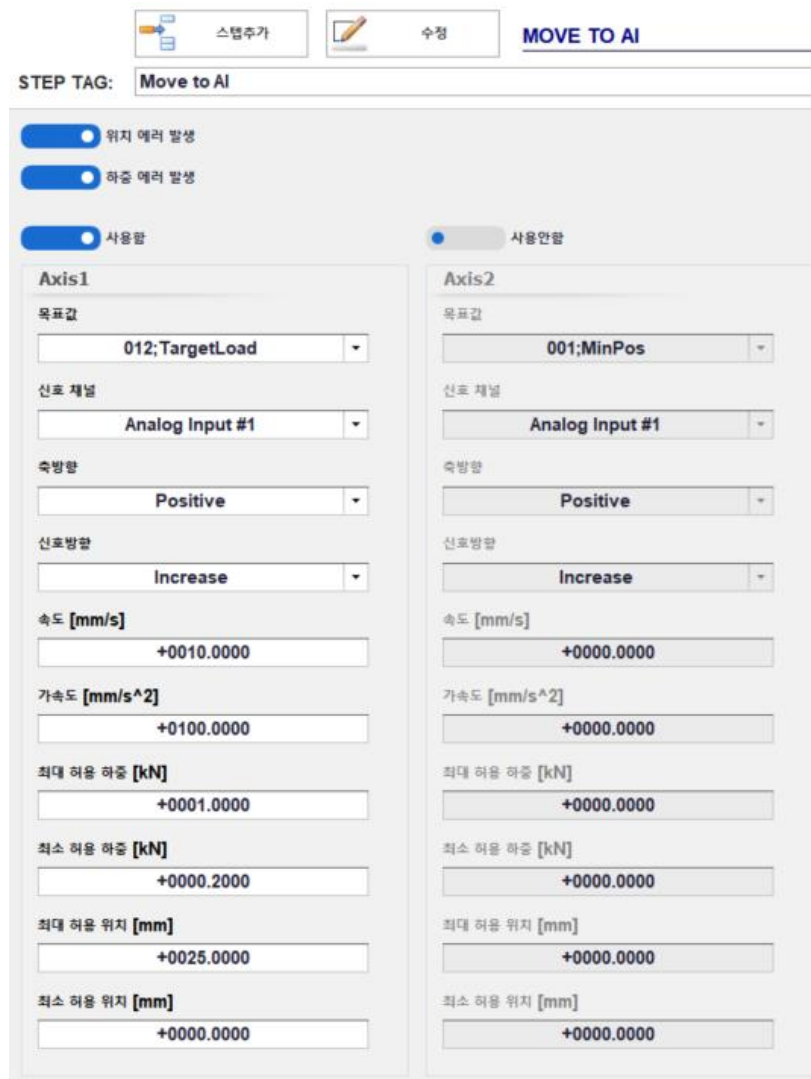 스텝추가
수정
MOVE TO AI
STEP TAG: Move to AI
위치 에러 발생
하중 에러 발생
사용함
사용안함
Axis1
목표값
012;TargetLoad
신호 채널
Analog Input #1
축방향
Positive
신호방향
Increase
속도 [mm/s]
+0010.0000
가속도 [mm/s^2]
+0100.0000
최대 허용 하중 [kN]
+0001.0000
최소 허용 하중 [kN]
+0000.2000
최대 허용 위치 [mm]
+0025.0000
최소 허용 위치 [mm]
+0000.0000
Axis2
목표값
001;MinPos
신호 채널
Analog Input #1
축방향
Positive
신호방향
Increase
속도 [mm/s]
+0000.0000
가속도 [mm/s^2]
+0000.0000
최대 허용 하중 [kN]
+0000.0000
최소 허용 하중 [kN]
+0000.0000
최대 허용 위치 [mm]
+0000.0000
최소 허용 위치 [mm]
+0000.0000